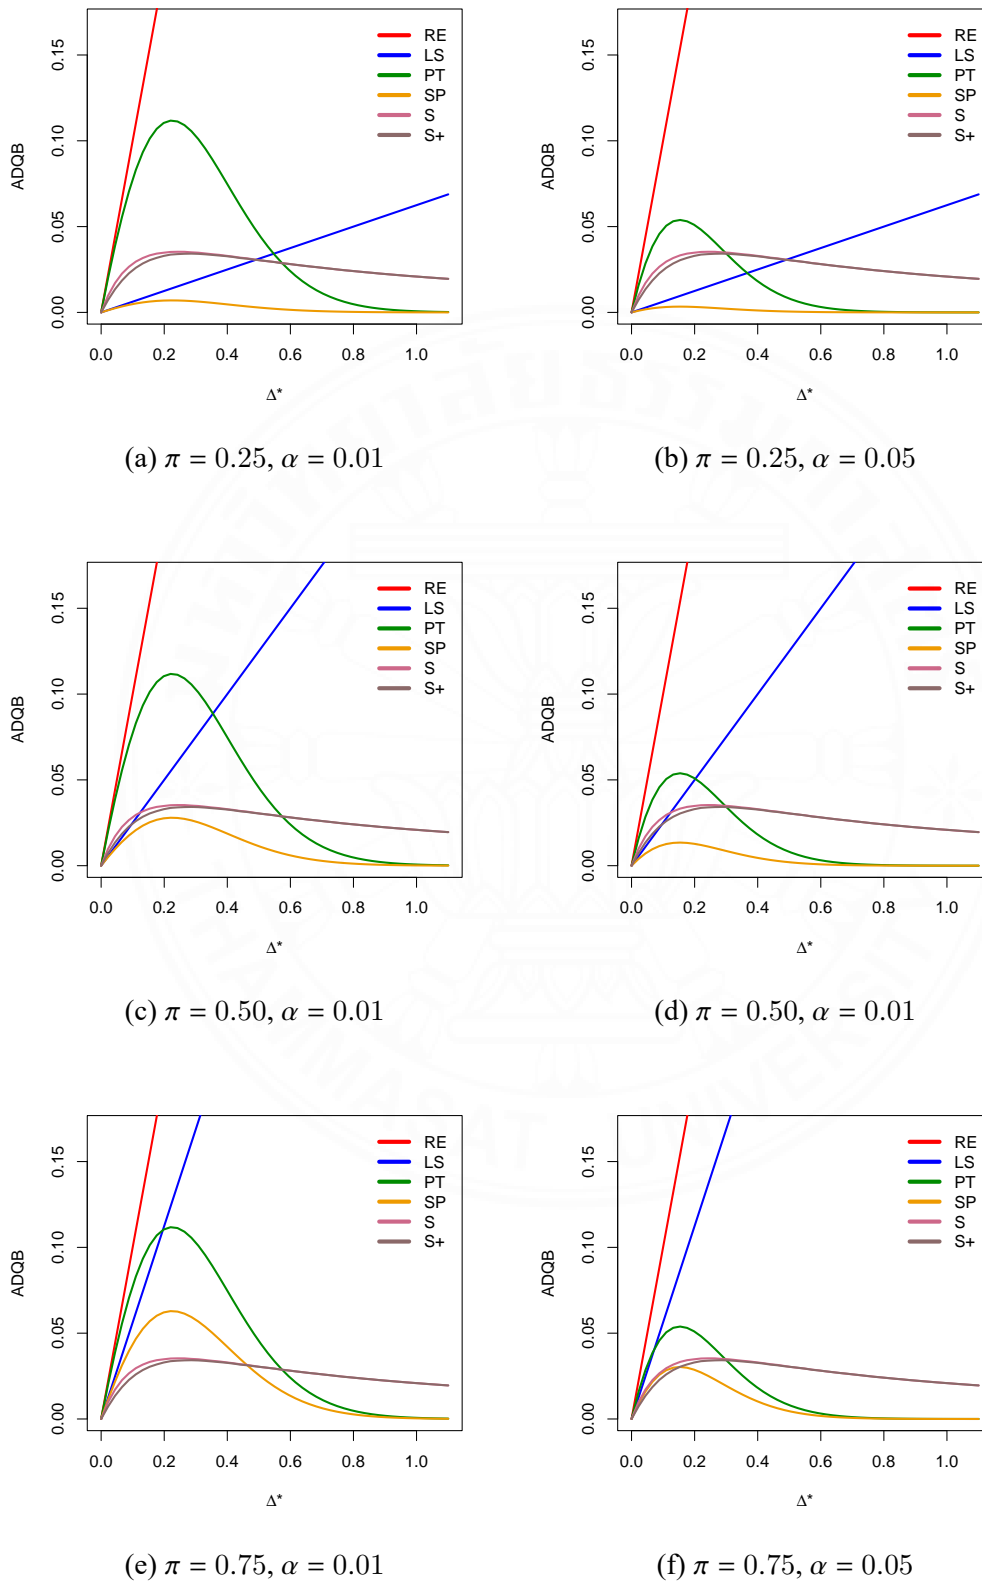 ADQB
0.00 0.05 0.10 0.15
RE
LS
PT
SP
S
S+
0.0 0.2 0.4 0.6 0.8 1.0
Δ*
(a) π = 0.25, α = 0.01
ADQB
0.00 0.05 0.10 0.15
RE
LS
PT
SP
S
S+
0.0 0.2 0.4 0.6 0.8 1.0
Δ*
(b) π = 0.25, α = 0.05
ADQB
0.00 0.05 0.10 0.15
RE
LS
PT
SP
S
S+
0.0 0.2 0.4 0.6 0.8 1.0
Δ*
(c) π = 0.50, α = 0.01
ADQB
0.00 0.05 0.10 0.15
RE
LS
PT
SP
S
S+
0.0 0.2 0.4 0.6 0.8 1.0
Δ*
(d) π = 0.50, α = 0.01
ADQB
0.00 0.05 0.10 0.15
RE
LS
PT
SP
S
S+
0.0 0.2 0.4 0.6 0.8 1.0
Δ*
(e) π = 0.75, α = 0.01
ADQB
0.00 0.05 0.10 0.15
RE
LS
PT
SP
S
S+
0.0 0.2 0.4 0.6 0.8 1.0
Δ*
(f) π = 0.75, α = 0.05